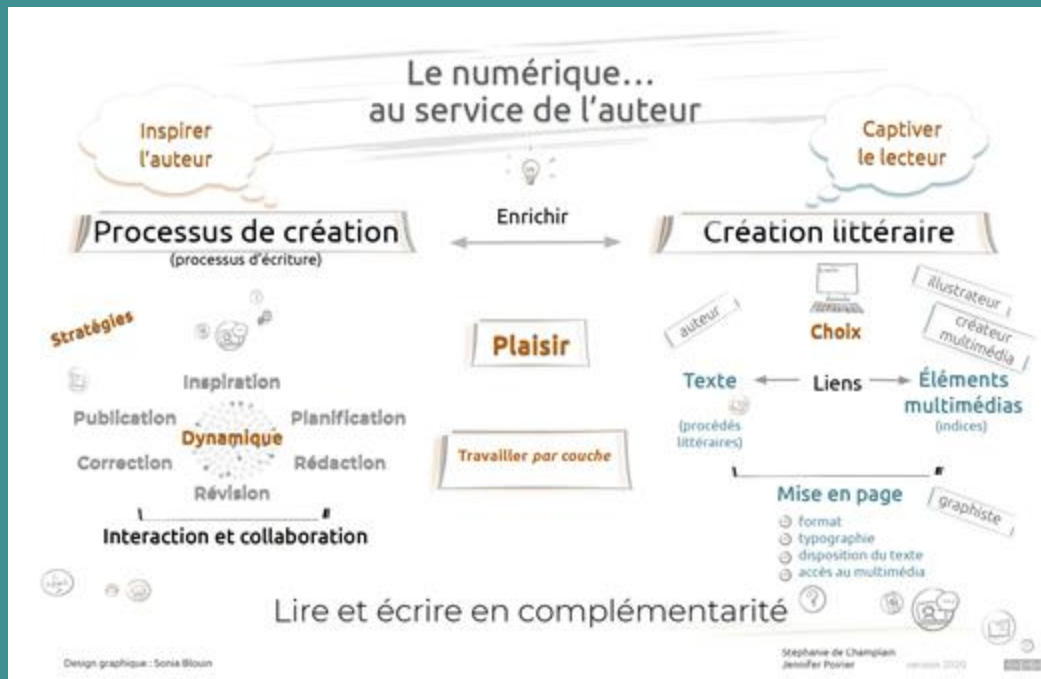 Le numérique…
au service de l'auteur
Inspirer
l'auteur
Captiver
le lecteur
Processus de création
(processus d'écriture)
Enrichir
Création littéraire
Stratégies
Inspiration
Publication
Planification
Dynamique
Correction
Rédaction
Révision
Interaction et collaboration
Plaisir
Travailler par couche
auteur
Choix
illustrateur
créateur
multimédia
Texte
(procédés
littéraires)
Liens
Éléments
multimédias
(indices)
Mise en page
format
typographie
disposition du texte
accès au multimédia
graphiste
Lire et écrire en complémentarité
Design graphique : Sonia Blouin
Stéphanie de Champlain
Jennifer Poirier
version 2020